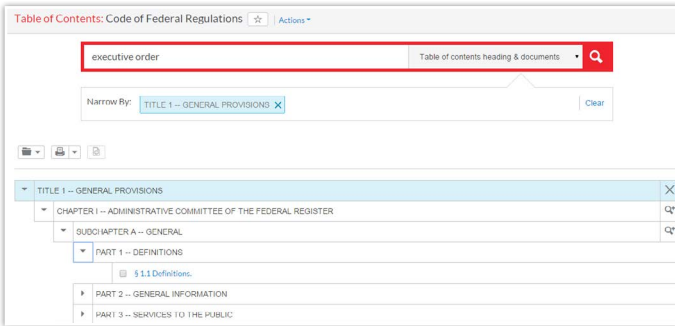 Table of Contents: Code of Federal Regulations Actions
executive order Table of contents heading & documents
Narrow By: TITLE 1 -- GENERAL PROVISIONS X Clear
TITLE 1 -- GENERAL PROVISIONS
CHAPTER I -- ADMINISTRATIVE COMMITTEE OF THE FEDERAL REGISTER
SUBCHAPTER A -- GENERAL
PART 1 -- DEFINITIONS
§ 1.1 Definitions.
PART 2 -- GENERAL INFORMATION
PART 3 -- SERVICES TO THE PUBLIC